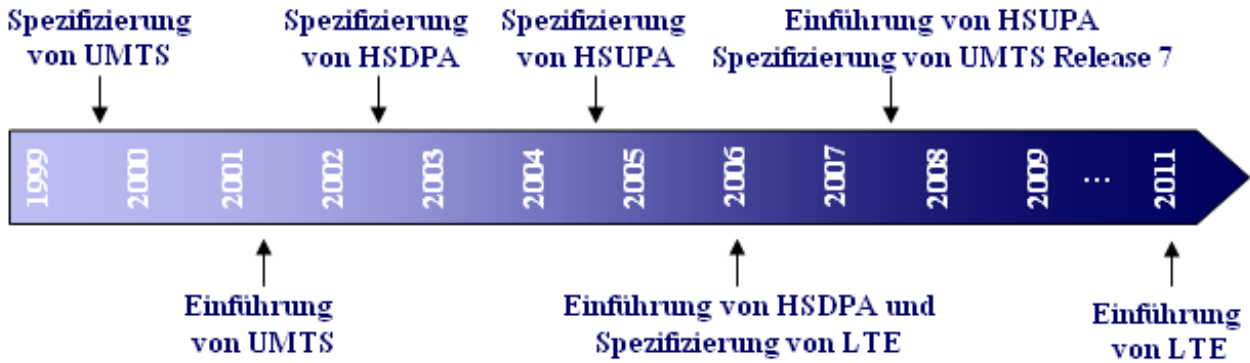 Spezifizierung
von UMTS
Spezifizierung
von HSDPA
Spezifizierung
von HSUPA
Einführung von HSUPA
Spezifizierung von UMTS Release 7
1999
2000
2001
2002
2003
2004
2005
2006
2007
2008
2009
...
2011
Einführung
von UMTS
Einführung von HSDPA und
Spezifizierung von LTE
Einführung
von LTE